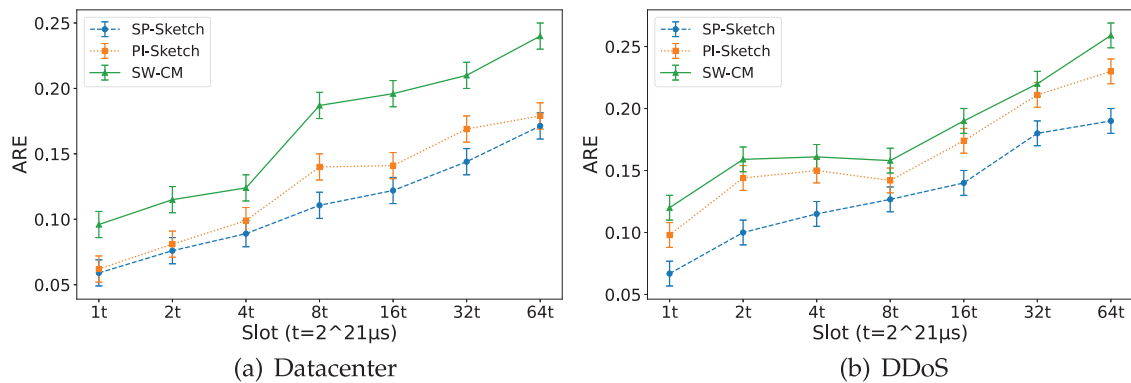 0.25
0.20
0.15
0.10
0.05
ARE
SP-Sketch
PI-Sketch
SW-CM
1t 2t 4t 8t 16t 32t 64t
Slot (t=2^21µs)
(a) Datacenter
0.25
0.20
0.15
0.10
0.05
ARE
SP-Sketch
PI-Sketch
SW-CM
1t 2t 4t 8t 16t 32t 64t
Slot (t=2^21µs)
(b) DDoS